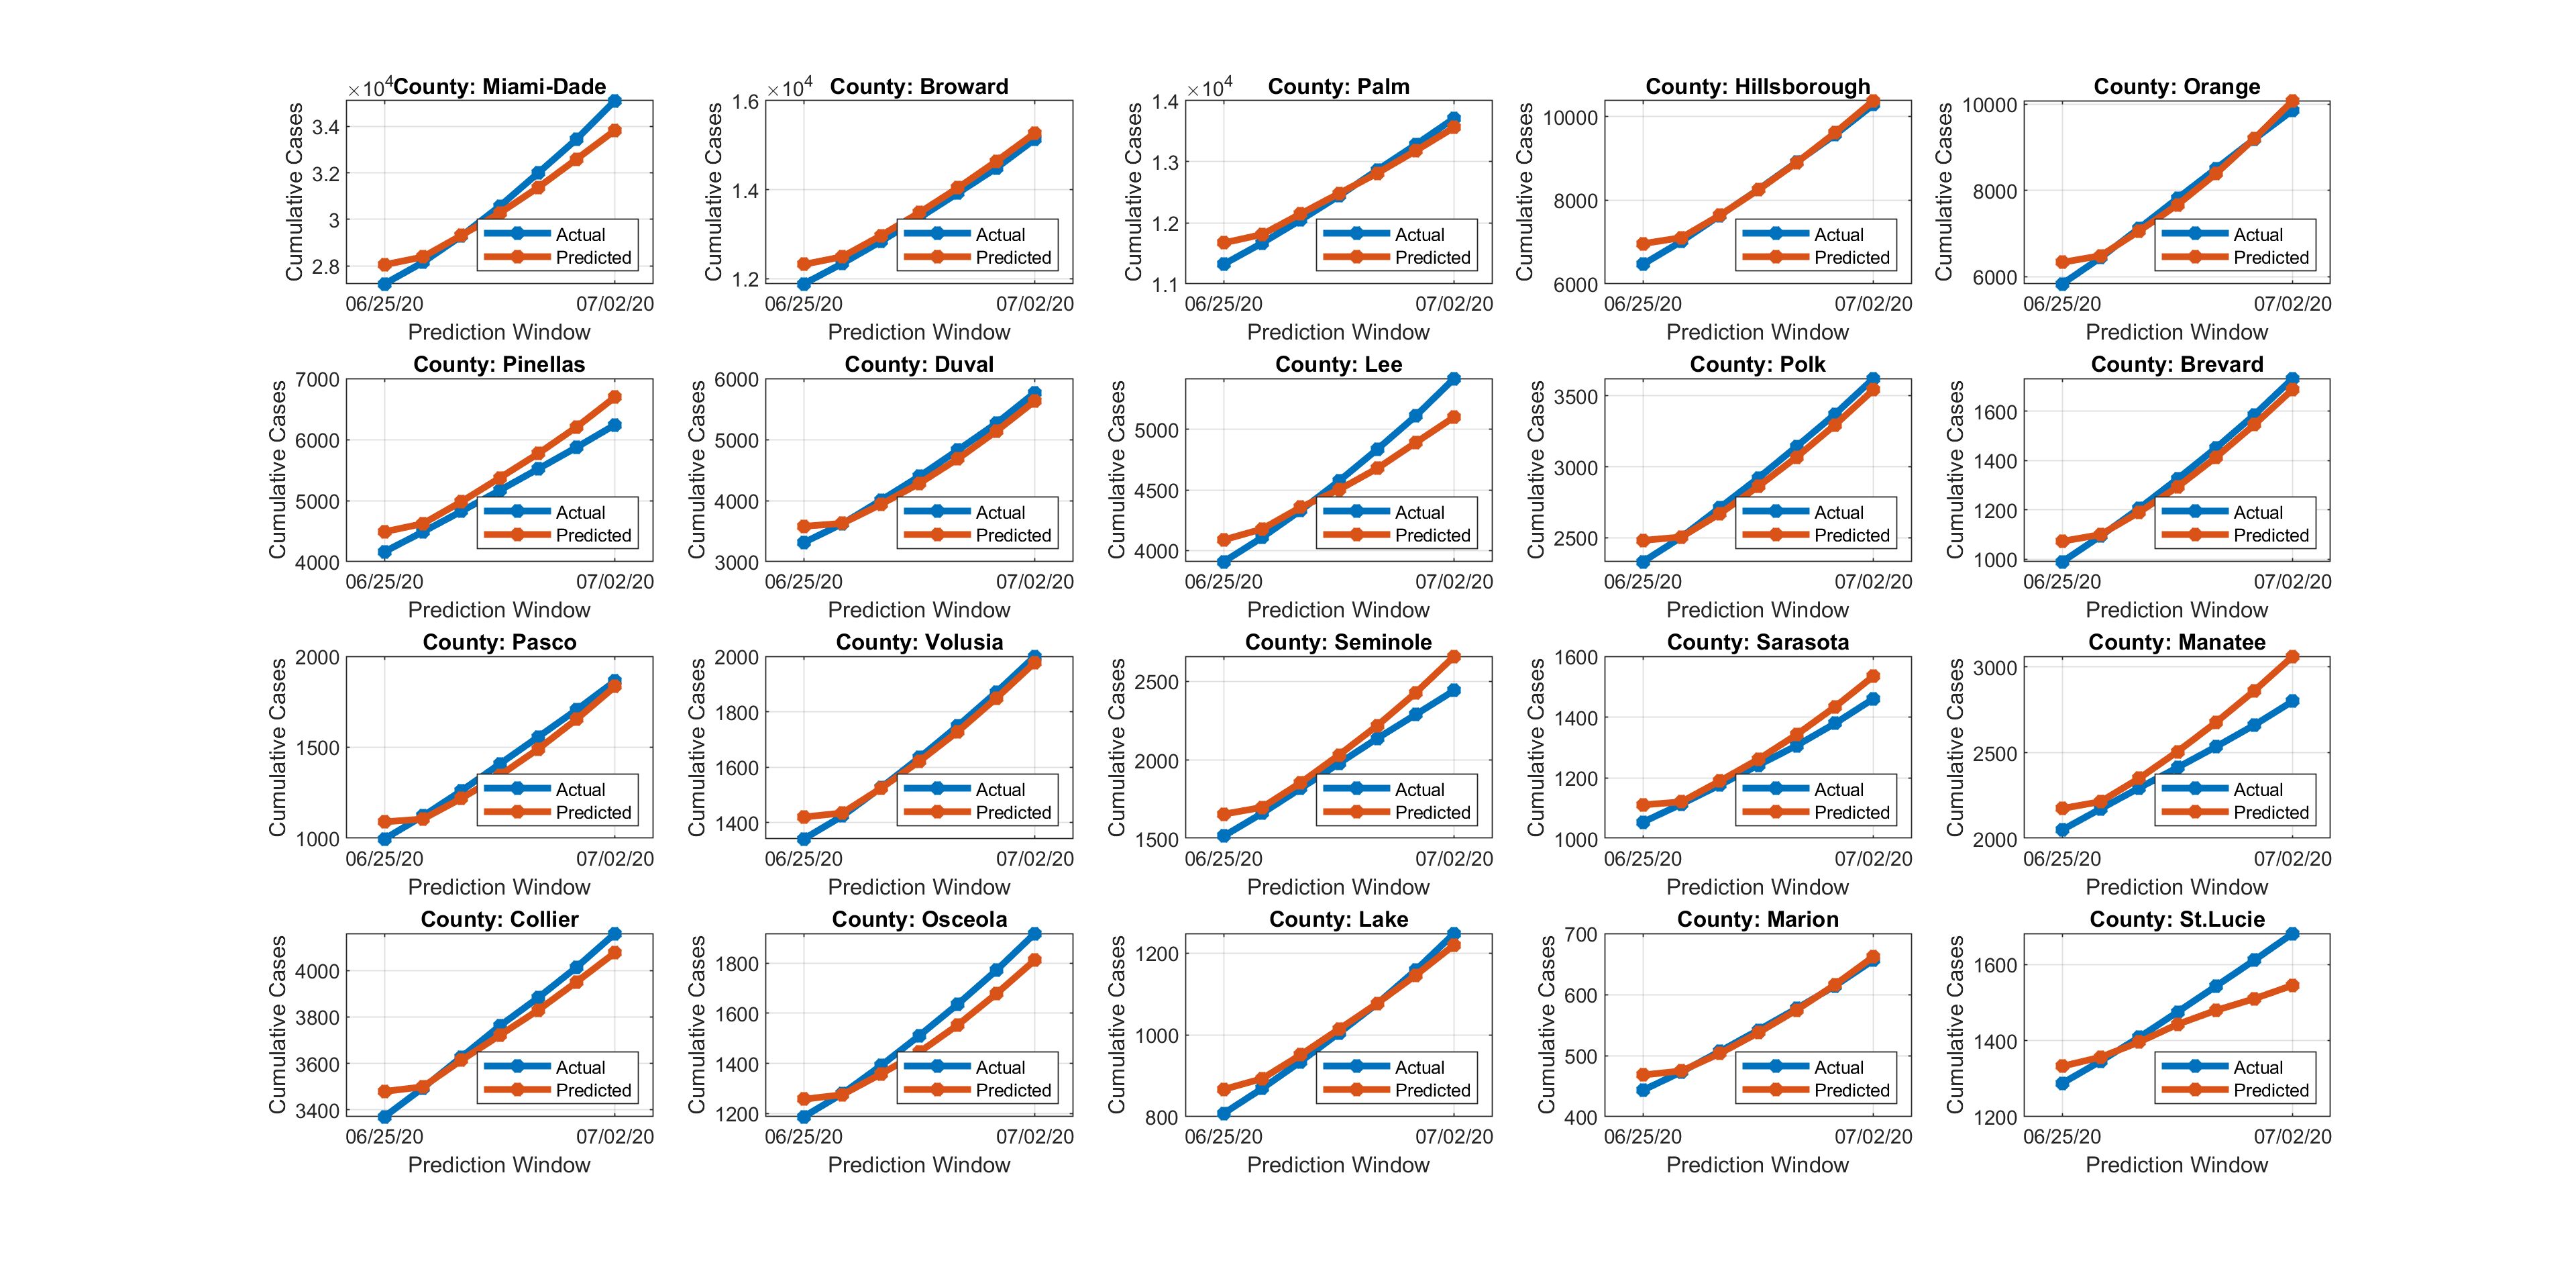 ×10⁴
County: Miami-Dade
3.4
3.2
3
2.8
Cumulative Cases
Actual
Predicted
06/25/20
07/02/20
Prediction Window
×10⁴
County: Broward
1.6
1.4
1.2
Cumulative Cases
Actual
Predicted
06/25/20
07/02/20
Prediction Window
×10⁴
County: Palm
1.4
1.3
1.2
1.1
Cumulative Cases
Actual
Predicted
06/25/20
07/02/20
Prediction Window
County: Hillsborough
10000
8000
6000
Cumulative Cases
Actual
Predicted
06/25/20
07/02/20
Prediction Window
County: Orange
10000
8000
6000
Cumulative Cases
Actual
Predicted
06/25/20
07/02/20
Prediction Window
County: Pinellas
7000
6000
5000
4000
Cumulative Cases
Actual
Predicted
06/25/20
07/02/20
Prediction Window
County: Duval
6000
5000
4000
3000
Cumulative Cases
Actual
Predicted
06/25/20
07/02/20
Prediction Window
County: Lee
5000
4500
4000
Cumulative Cases
Actual
Predicted
06/25/20
07/02/20
Prediction Window
County: Polk
3500
3000
2500
Cumulative Cases
Actual
Predicted
06/25/20
07/02/20
Prediction Window
County: Brevard
1600
1400
1200
1000
Cumulative Cases
Actual
Predicted
06/25/20
07/02/20
Prediction Window
County: Pasco
2000
1500
1000
Cumulative Cases
Actual
Predicted
06/25/20
07/02/20
Prediction Window
County: Volusia
2000
1800
1600
1400
Cumulative Cases
Actual
Predicted
06/25/20
07/02/20
Prediction Window
County: Seminole
2500
2000
1500
Cumulative Cases
Actual
Predicted
06/25/20
07/02/20
Prediction Window
County: Sarasota
1600
1400
1200
1000
Cumulative Cases
Actual
Predicted
06/25/20
07/02/20
Prediction Window
County: Manatee
3000
2500
2000
Cumulative Cases
Actual
Predicted
06/25/20
07/02/20
Prediction Window
County: Collier
4000
3800
3600
3400
Cumulative Cases
Actual
Predicted
06/25/20
07/02/20
Prediction Window
County: Osceola
1800
1600
1400
1200
Cumulative Cases
Actual
Predicted
06/25/20
07/02/20
Prediction Window
County: Lake
1200
1000
800
Cumulative Cases
Actual
Predicted
06/25/20
07/02/20
Prediction Window
County: Marion
700
600
500
400
Cumulative Cases
Actual
Predicted
06/25/20
07/02/20
Prediction Window
County: St.Lucie
1600
1400
1200
Cumulative Cases
Actual
Predicted
06/25/20
07/02/20
Prediction Window